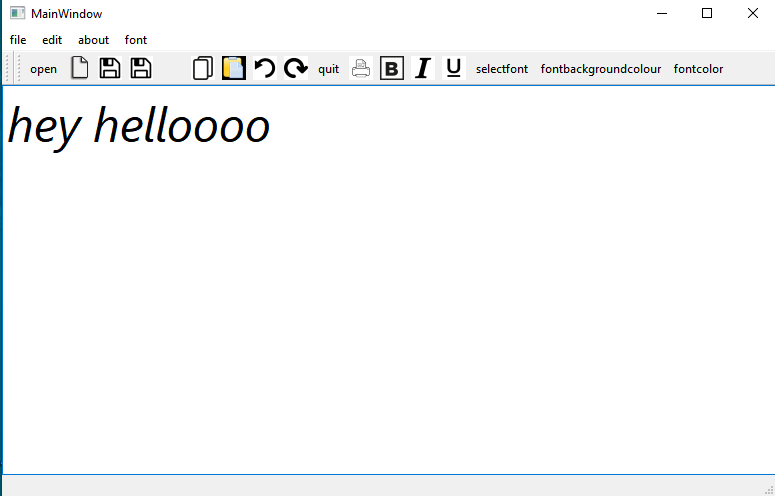 MainWindow
file edit about font
open quit B I U selectfont fontbackgroundcolour fontcolor
hey helloooo